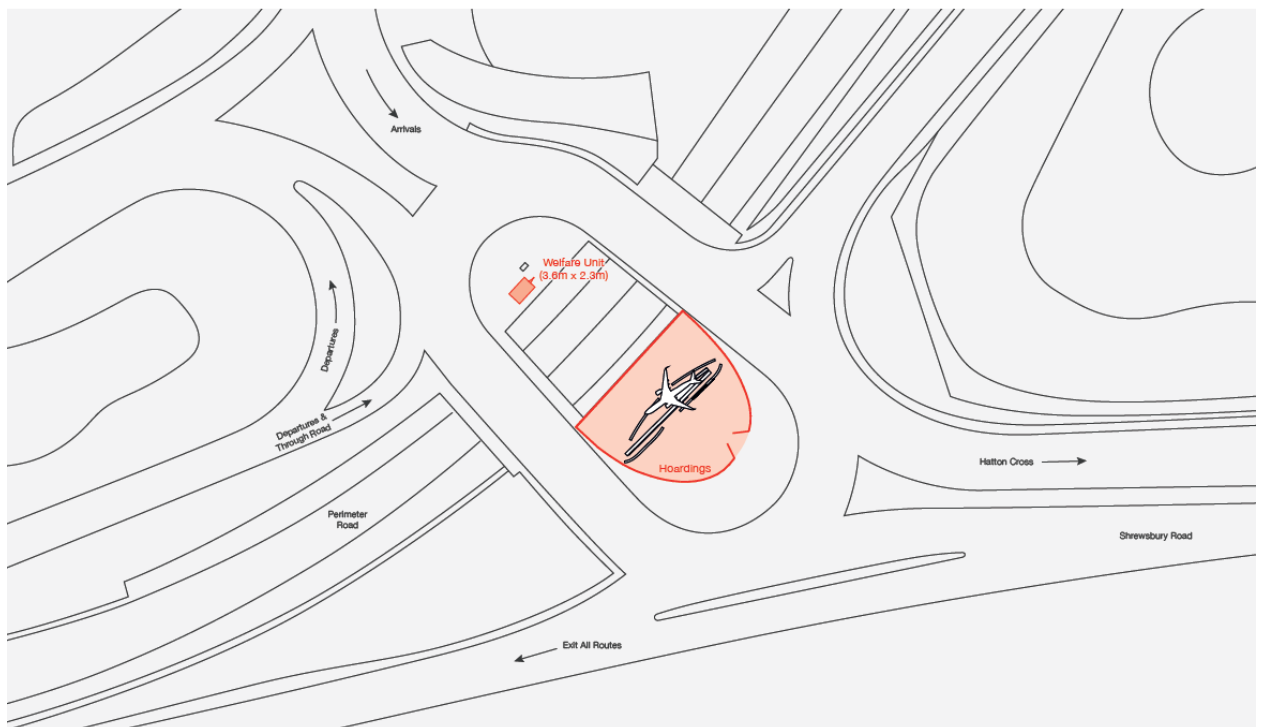 Arrivals
Welfare Unit
(3.6m x 2.3m)
Departures
Departures &
Through Road
Hoardings
Hatton Cross
Perimeter
Road
Shrewsbury Road
Exit All Routes